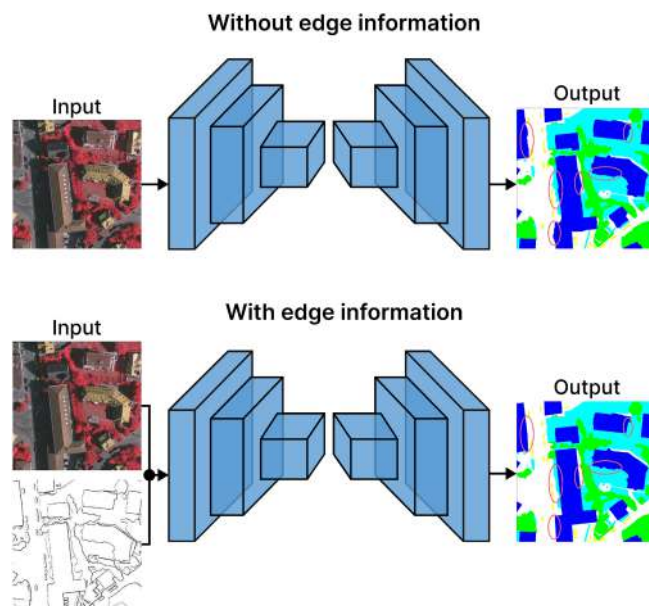 Without edge information
Input
Output
With edge information
Input
Output